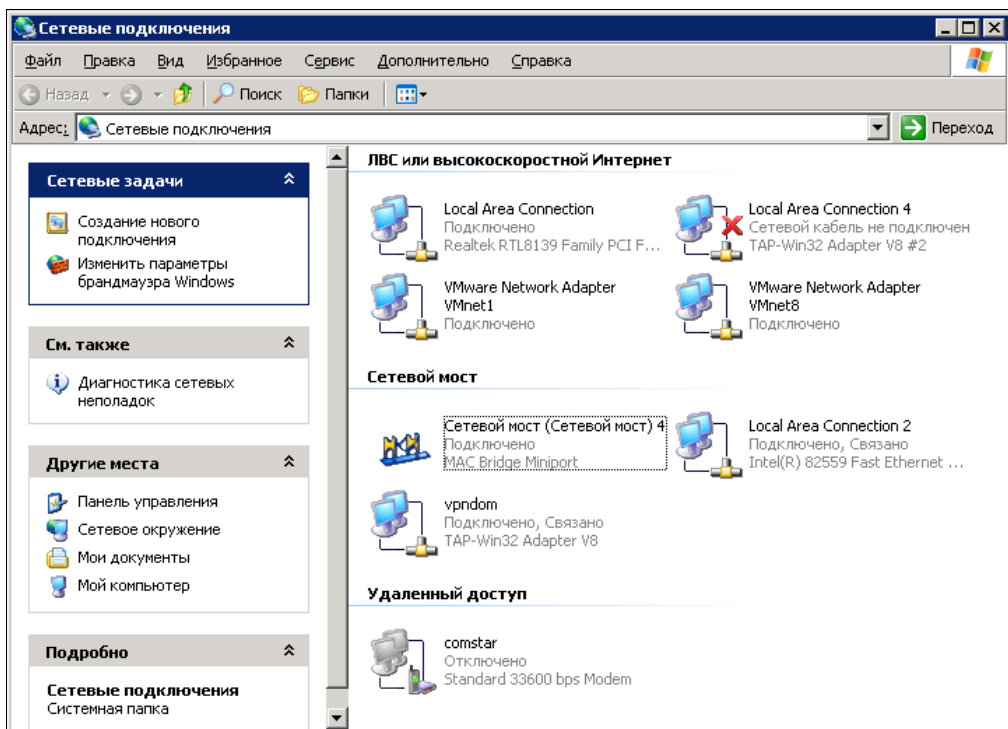 Сетевые подключения
Файл Правка Вид Избранное Сервис Дополнительно Справка
Назад Поиск Папки
Адрес: Сетевые подключения Переход
Сетевые задачи
Создание нового
подключения
Изменить параметры
брандмауэра Windows
См. также
Диагностика сетевых
неполадок
Другие места
Панель управления
Сетевое окружение
Мои документы
Мой компьютер
Подробно
Сетевые подключения
Системная папка
ЛВС или высокоскоростной Интернет
Local Area Connection
Подключено
Realtek RTL8139 Family PCI F...
Local Area Connection 4
Сетевой кабель не подключен
TAP-Win32 Adapter V8 #2
VMware Network Adapter
VMnet1
Подключено
VMware Network Adapter
VMnet8
Подключено
Сетевой мост
Сетевой мост (Сетевой мост) 4
Подключено
MAC Bridge Miniport
Local Area Connection 2
Подключено, Связано
Intel(R) 82559 Fast Ethernet ...
vpndom
Подключено, Связано
TAP-Win32 Adapter V8
Удаленный доступ
comstar
Отключено
Standard 33600 bps Modem